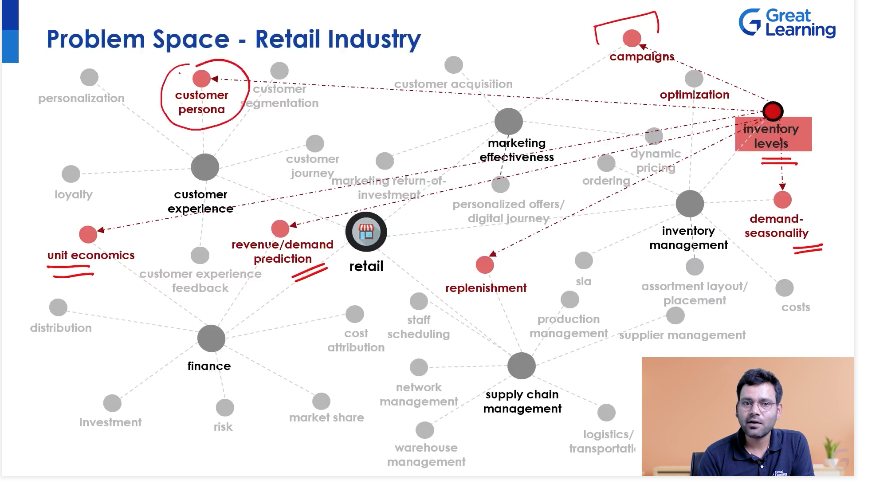 Problem Space - Retail Industry
Great
Learning
campaigns
personalization
customer
persona
customer
segmentation
customer acquisition
optimization
inventory
levels
marketing
effectiveness
dynamic
pricing
customer
journey
marketing return-of-
investment
ordering
loyalty
customer
experience
personalized offers/
digital journey
demand-
seasonality
inventory
management
unit economics
revenue/demand
prediction
retail
customer experience
feedback
replenishment
sla
assortment layout/
placement
costs
distribution
cost
attribution
staff
scheduling
production
management
supplier management
finance
network
management
supply chain
management
Investment
risk
market share
warehouse
management
logistics/